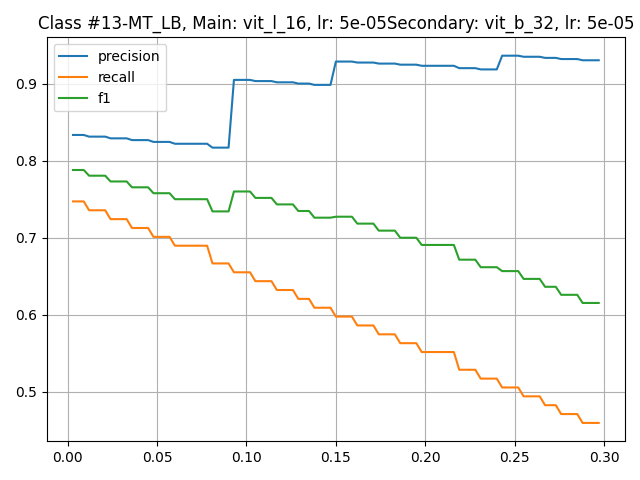 Class #13-MT_LB, Main: vit_l_16, lr: 5e-05Secondary: vit_b_32, lr: 5e-05
precision
recall
f1
0.9
0.8
0.7
0.6
0.5
0.00 0.05 0.10 0.15 0.20 0.25 0.30